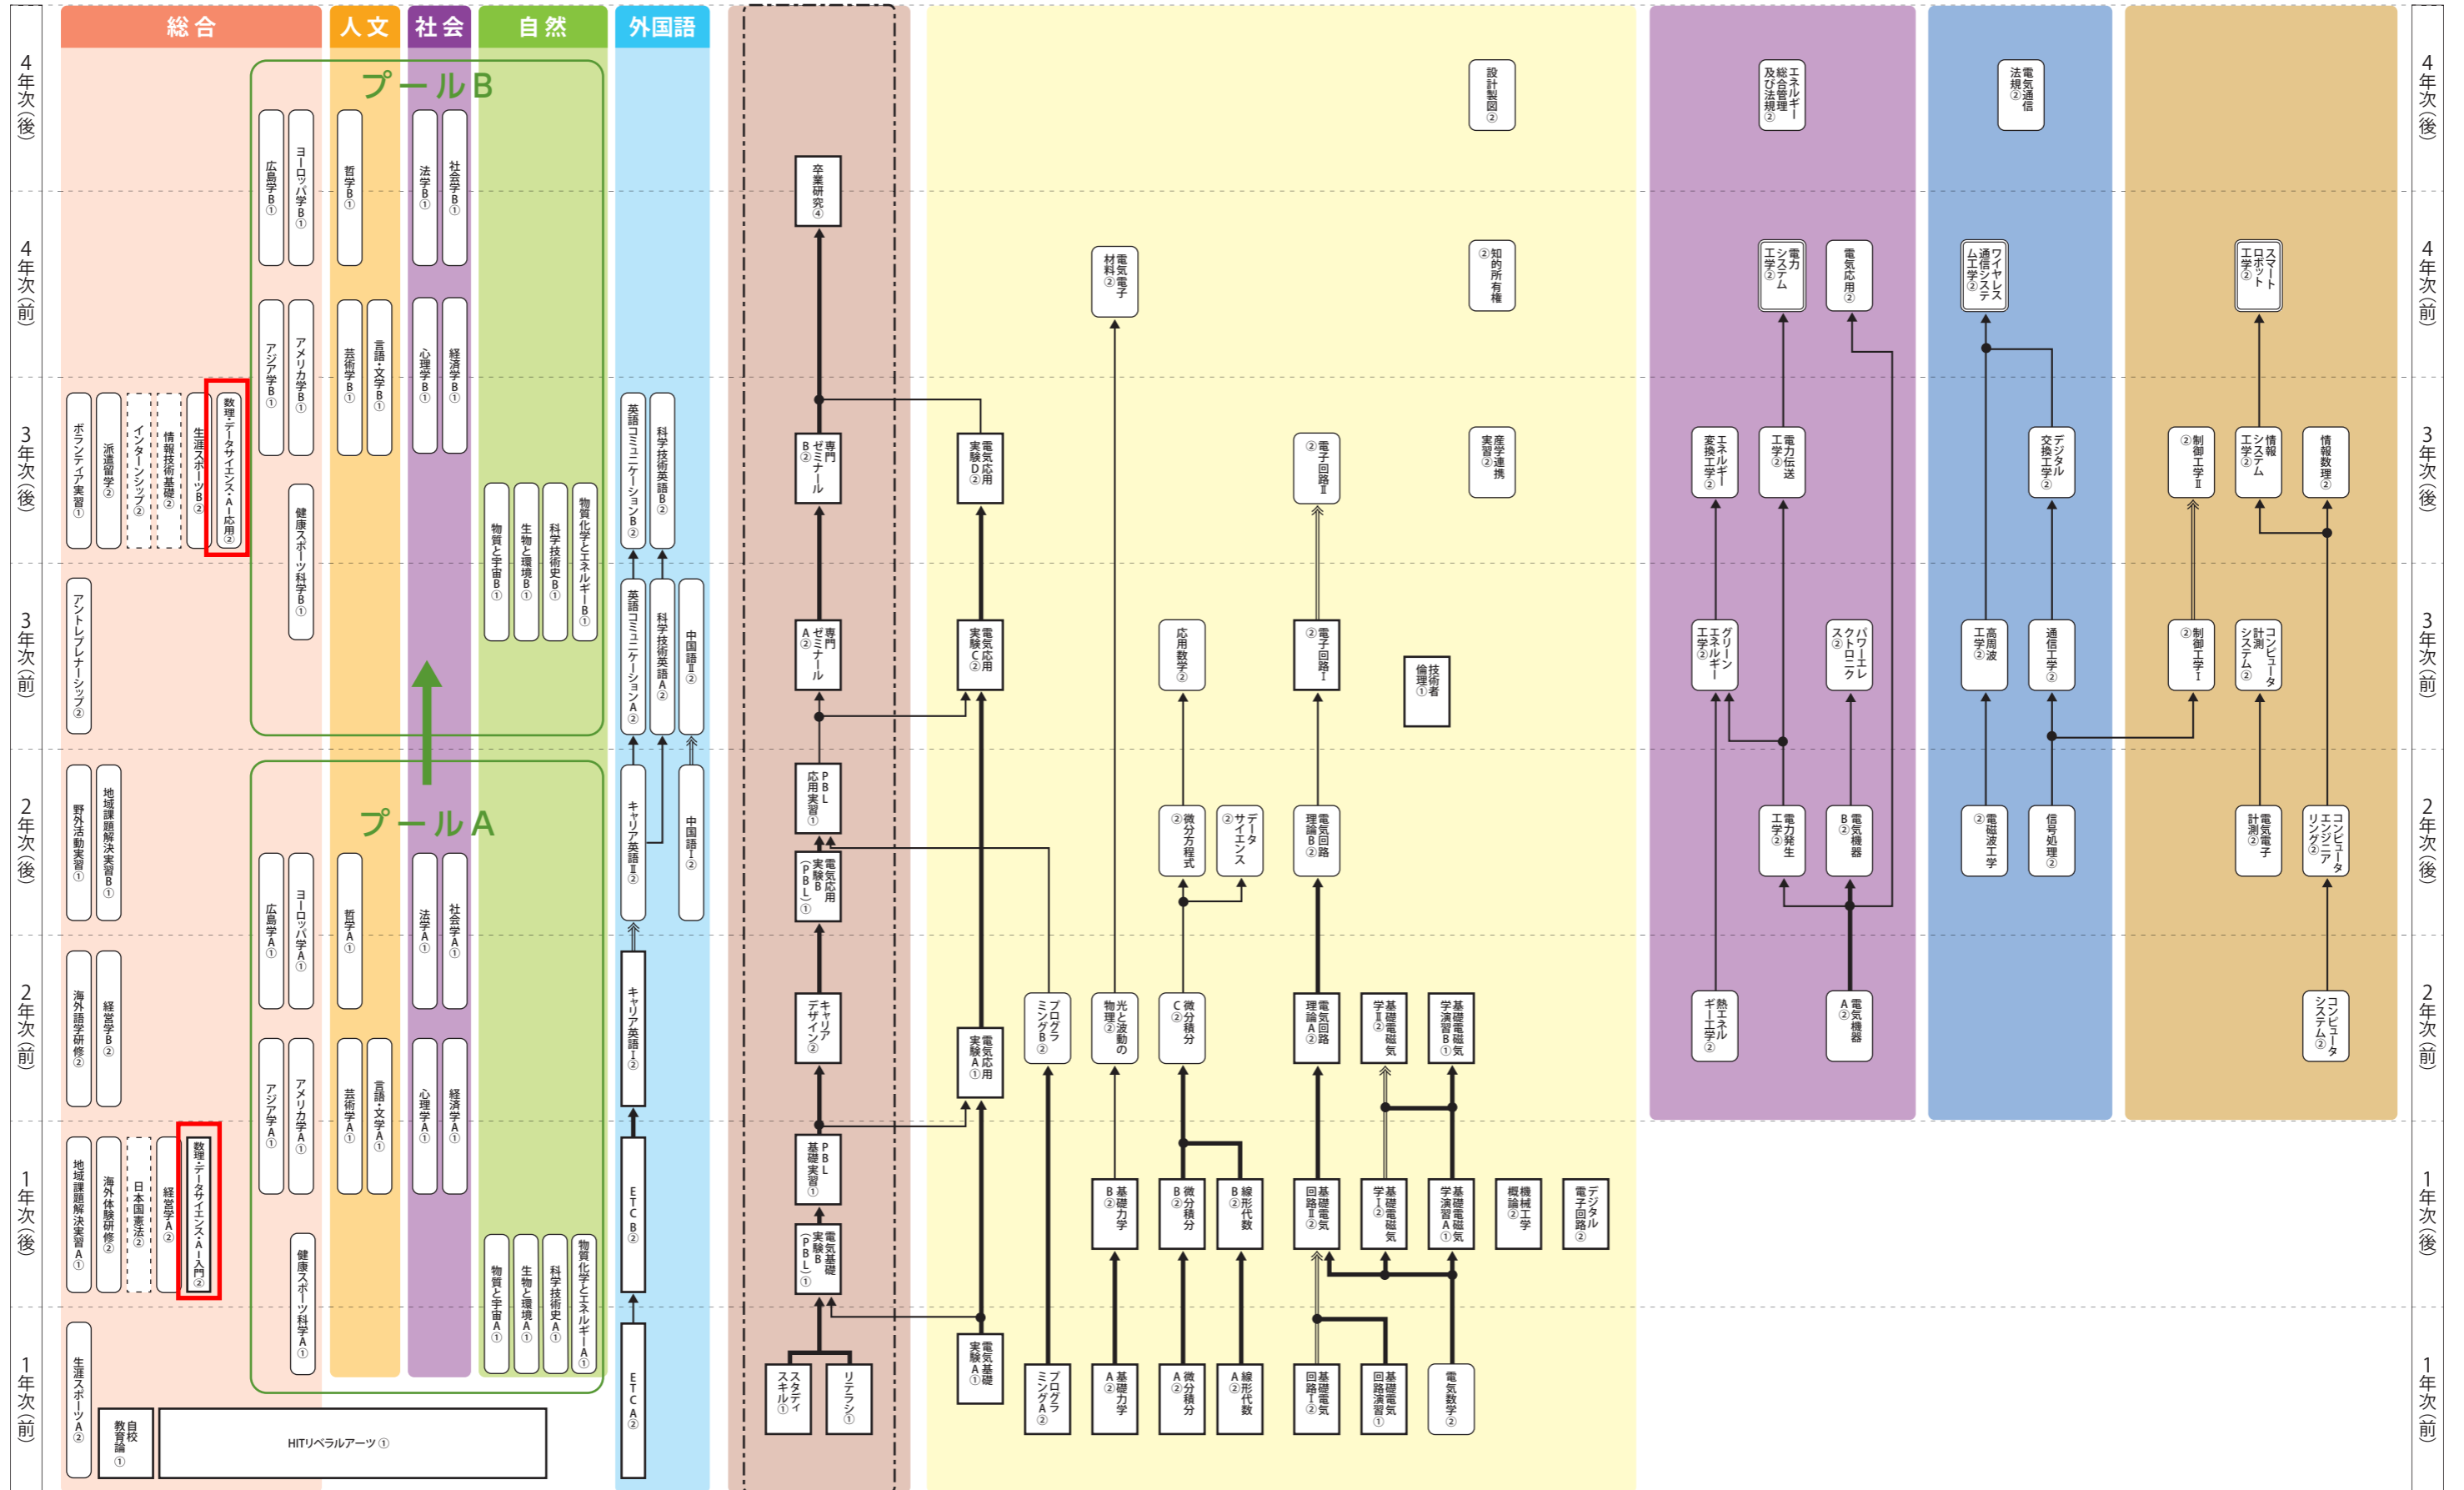 総合
人文
社会
自然
外国語
4年次（後）
プールB
広島学B①
ヨーロッパ学B①
哲学B①
法学B①
社会学B①
卒業研究④
設計製図②
エネルギー
総合管理
及び法規②
電気通信
法規②
4年次（後）
4年次（前）
アジア学B①
アメリカ学B①
芸術学B①
言語・文学B①
心理学B①
経済学B①
電気電子
材料②
知的所有権
②
電力
システム
工学②
電気応用②
ワイヤレス
通信システ
ム工学②
スマート
ロボット
工学②
4年次（前）
3年次（後）
ボランティア実習①
派遣留学②
インターンシップ②
情報技術基礎②
生涯スポーツB②
数理・データサイエンス・AI応用②
健康スポーツ科学B①
物質と宇宙B①
生物と環境B①
科学技術史B①
物質化学とエネルギーB①
英語コミュニケーションB②
科学技術英語B②
専門
ゼミナール
B②
電気応用
実験D②
電子回路Ⅱ
②
産学連携
実習②
エネルギー
変換工学②
電力伝送
工学②
デジタル
交換工学②
制御工学Ⅱ
②
情報
システム
工学②
情報数理②
3年次（後）
3年次（前）
アントレプレナーシップ②
英語コミュニケーションA②
科学技術英語A②
中国語Ⅱ②
専門
ゼミナール
A②
電気応用
実験C②
応用数学②
電子回路Ⅰ
②
技術者
倫理①
グリーン
エネルギー
工学②
パワーエレ
クトロニク
ス②
高周波
工学②
通信工学②
制御工学Ⅰ
②
コンピュータ
計測
システム②
3年次（前）
2年次（後）
野外活動実習①
地域課題解決実習B①
プールA
広島学A①
ヨーロッパ学A①
哲学A①
法学A①
社会学A①
キャリア英語Ⅱ②
中国語Ⅰ②
PBL
応用実習①
電気応用
実験B
（PBL）①
微分方程式
②
データ
サイエンス
②
電気回路
理論B②
電力発生
工学②
電気機器
B②
電磁波工学
②
信号処理②
電気電子
計測②
コンピュータ
エンジニア
リング②
2年次（後）
2年次（前）
海外語学研修②
経営学B②
アジア学A①
アメリカ学A①
芸術学A①
言語・文学A①
心理学A①
経済学A①
キャリア英語Ⅰ②
キャリア
デザイン②
電気応用
実験A①
プログラ
ミングB②
光と波動の
物理②
微分積分
C②
電気回路
理論A②
基礎電磁気
学Ⅱ②
基礎電磁気
学演習B①
熱エネル
ギー工学②
電気機器
A②
コンピュータ
システム②
2年次（前）
1年次（後）
地域課題解決実習A①
海外体験研修②
日本国憲法②
経営学A②
数理・データサイエンス・AI入門②
健康スポーツ科学A①
物質と宇宙A①
生物と環境A①
科学技術史A①
物質化学とエネルギーA①
ETC B②
PBL
基礎実習①
電気基礎
実験B
（PBL）①
基礎力学
B②
微分積分
B②
線形代数
B②
基礎電気
回路Ⅱ②
基礎電磁気
学Ⅰ②
基礎電磁気
学演習A①
機械工学
概論②
デジタル
電子回路②
1年次（後）
1年次（前）
生涯スポーツA②
自校
教育論①
HITリベラルアーツ①
ETC A②
スタディ
スキル①
リテラシ①
電気基礎
実験A①
プログラ
ミングA②
基礎力学
A②
微分積分
A②
線形代数
A②
基礎電気
回路Ⅰ②
基礎電気
回路演習①
電気数学②
1年次（前）